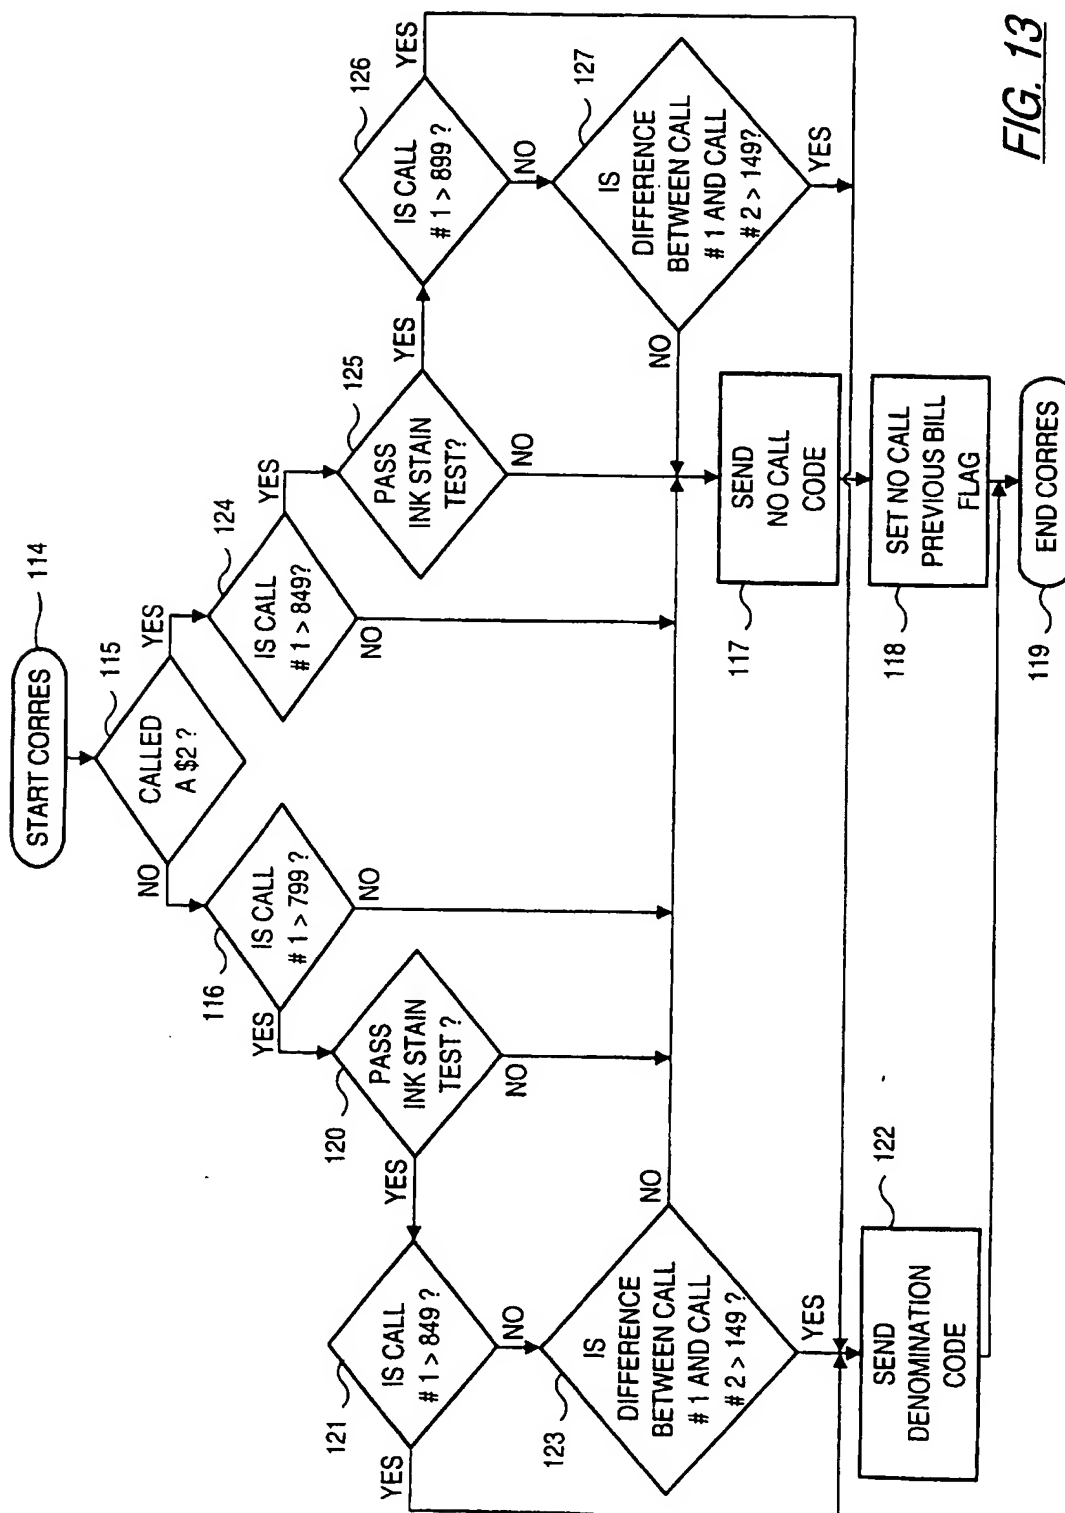 START CORRES
114
CALLED
A $2 ?
115
NO
YES
IS CALL
# 1 > 799 ?
116
YES
NO
IS CALL
# 1 > 849?
124
YES
NO
PASS
INK STAIN
TEST ?
120
YES
NO
PASS
INK STAIN
TEST?
125
YES
NO
IS CALL
# 1 > 849 ?
121
YES
NO
IS CALL
# 1 > 899 ?
126
YES
NO
IS
DIFFERENCE
BETWEEN CALL
# 1 AND CALL
# 2 > 149 ?
123
NO
YES
IS
DIFFERENCE
BETWEEN CALL
# 1 AND CALL
# 2 > 149?
127
NO
YES
SEND
NO CALL
CODE
117
SEND
DENOMINATION
CODE
122
SET NO CALL
PREVIOUS BILL
FLAG
118
END CORRES
119
FIG. 13